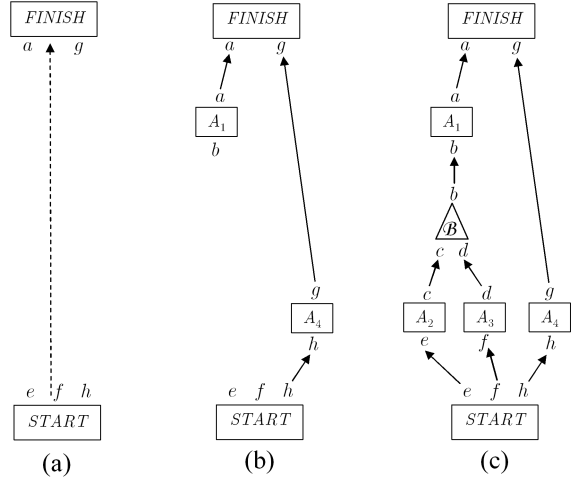 FINISH
a g
e f h
START
(a)
FINISH
a g
a
A₁
b
g
A₄
h
e f h
START
(b)
FINISH
a g
a
A₁
b
b
ℬ
c d
c d g
A₂ A₃ A₄
e f h
e f h
START
(c)